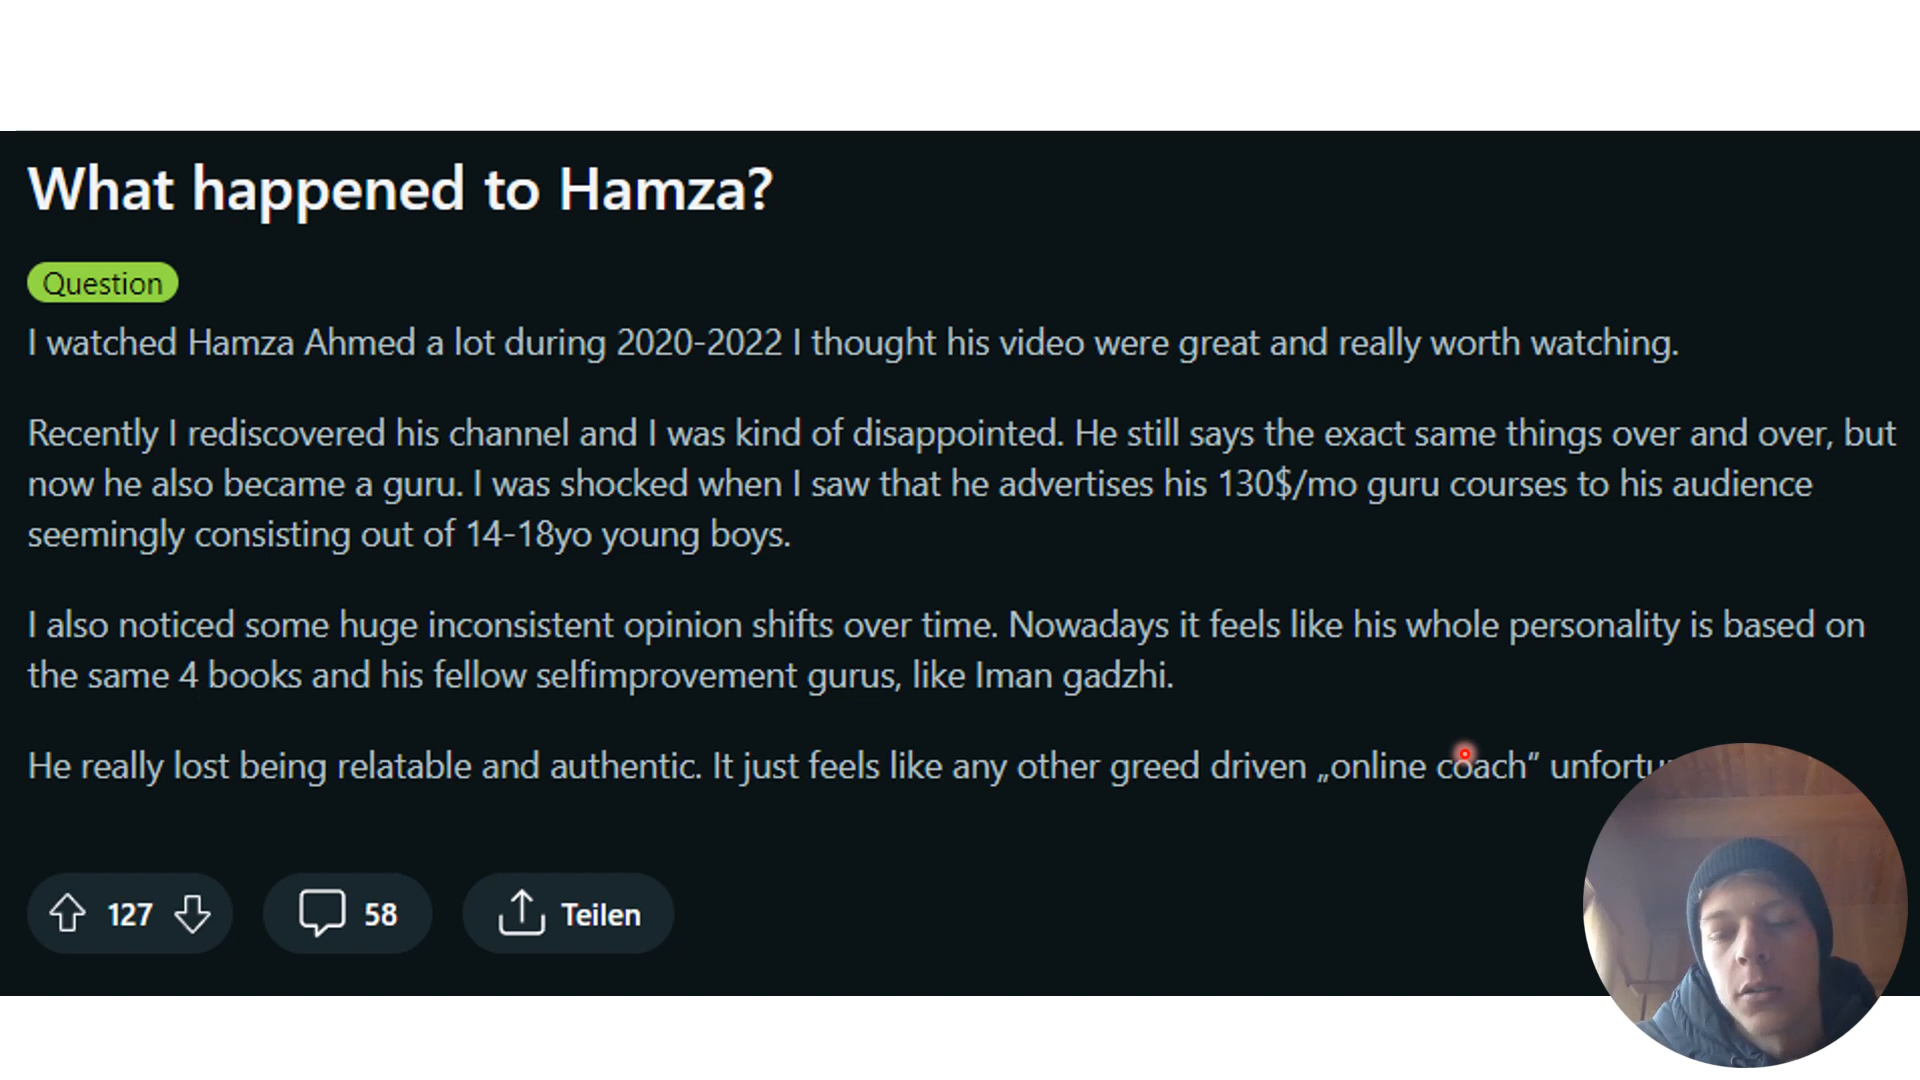 What happened to Hamza?
Question
I watched Hamza Ahmed a lot during 2020-2022 I thought his video were great and really worth watching.
Recently I rediscovered his channel and I was kind of disappointed. He still says the exact same things over and over, but
now he also became a guru. I was shocked when I saw that he advertises his 130$/mo guru courses to his audience
seemingly consisting out of 14-18yo young boys.
I also noticed some huge inconsistent opinion shifts over time. Nowadays it feels like his whole personality is based on
the same 4 books and his fellow selfimprovement gurus, like Iman gadzhi.
He really lost being relatable and authentic. It just feels like any other greed driven „online coach“
127
58
Teilen